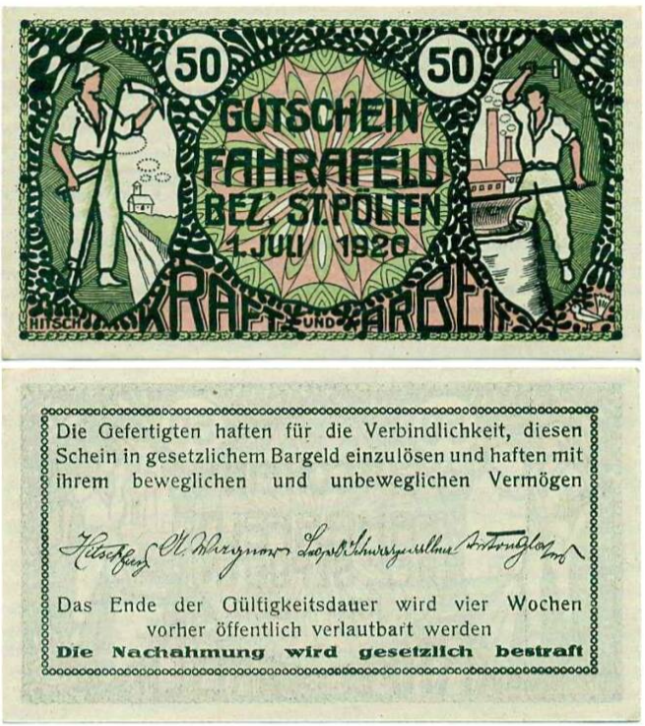 50 50
GUTSCHEIN
FAHRAFELD
BEZ. ST. PÖLTEN
1. JULI 1920
HITSCH
KRAFT UND ARBEIT
Die Gefertigten haften für die Verbindlichkeit, diesen
Schein in gesetzlichem Bargeld einzulösen und haften mit
ihrem beweglichen und unbeweglichen Vermögen
A. Wagner
Das Ende der Gültigkeitsdauer wird vier Wochen
vorher öffentlich verlautbart werden
Die Nachahmung wird gesetzlich bestraft